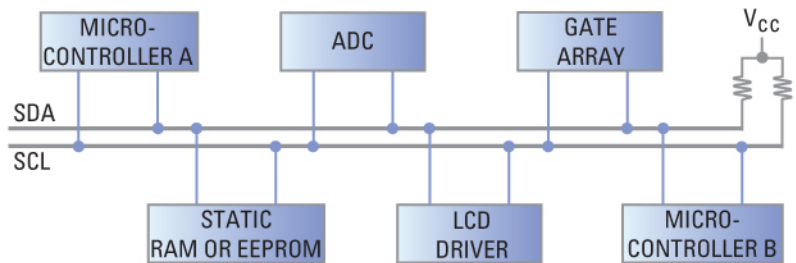 MICRO-
CONTROLLER A
ADC
GATE
ARRAY
VCC
SDA
SCL
STATIC
RAM OR EEPROM
LCD
DRIVER
MICRO-
CONTROLLER B